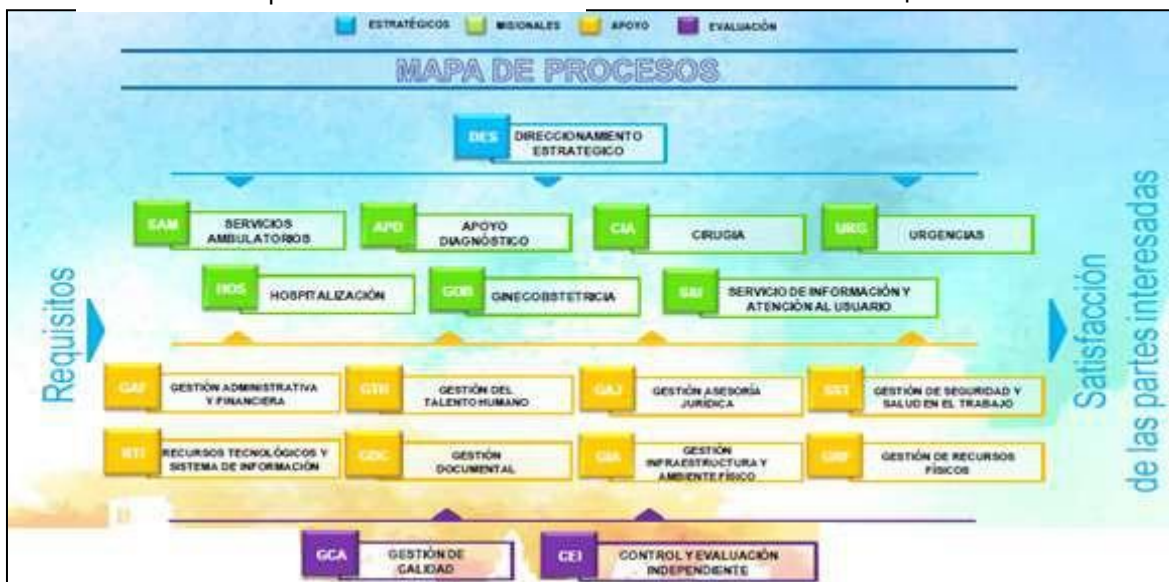 ESTRATÉGICOS MISIONALES APOYO EVALUACIÓN
MAPA DE PROCESOS
DES DIRECCIONAMIENTO
ESTRATEGICO
SAM SERVICIOS
AMBULATORIOS
APD APOYO
DIAGNÓSTICO
CIA CIRUGIA
URG URGENCIAS
HOS HOSPITALIZACIÓN
GOB GINECOBSTETRICIA
SIU SERVICIO DE INFORMACIÓN Y
ATENCIÓN AL USUARIO
Requisitos
Satisfacción
de las partes interesadas
GAF GESTIÓN ADMINISTRATIVA
Y FINANCIERA
GTH GESTIÓN DEL
TALENTO HUMANO
GAJ GESTIÓN ASESORÍA
JURÍDICA
SST GESTIÓN DE SEGURIDAD Y
SALUD EN EL TRABAJO
RTI RECURSOS TECNOLÓGICOS Y
SISTEMA DE INFORMACIÓN
GDC GESTIÓN
DOCUMENTAL
GIA GESTIÓN
INFRAESTRUCTURA Y
AMBIENTE FÍSICO
GRF GESTIÓN DE RECURSOS
FÍSICOS
GCA GESTIÓN DE
CALIDAD
CEI CONTROL Y EVALUACIÓN
INDEPENDIENTE